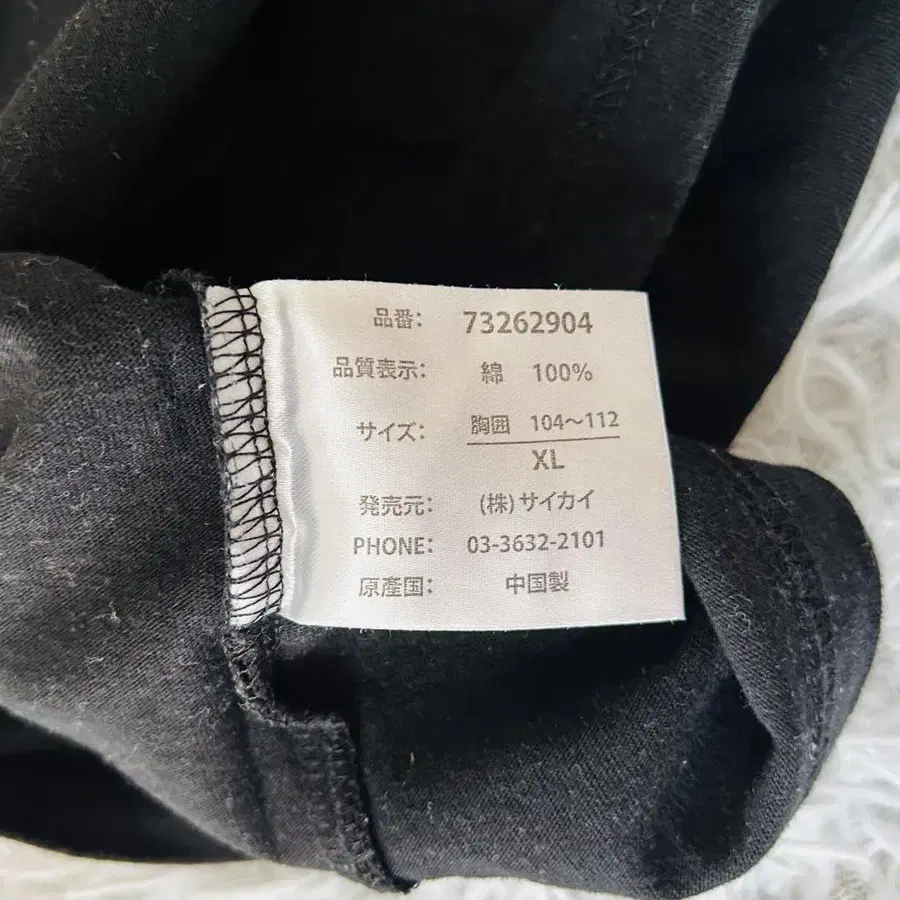 品番： 73262904
品質表示： 綿 100%
サイズ： 胸囲 104～112
XL
発売元： (株)サイカイ
PHONE： 03-3632-2101
原産国： 中国製